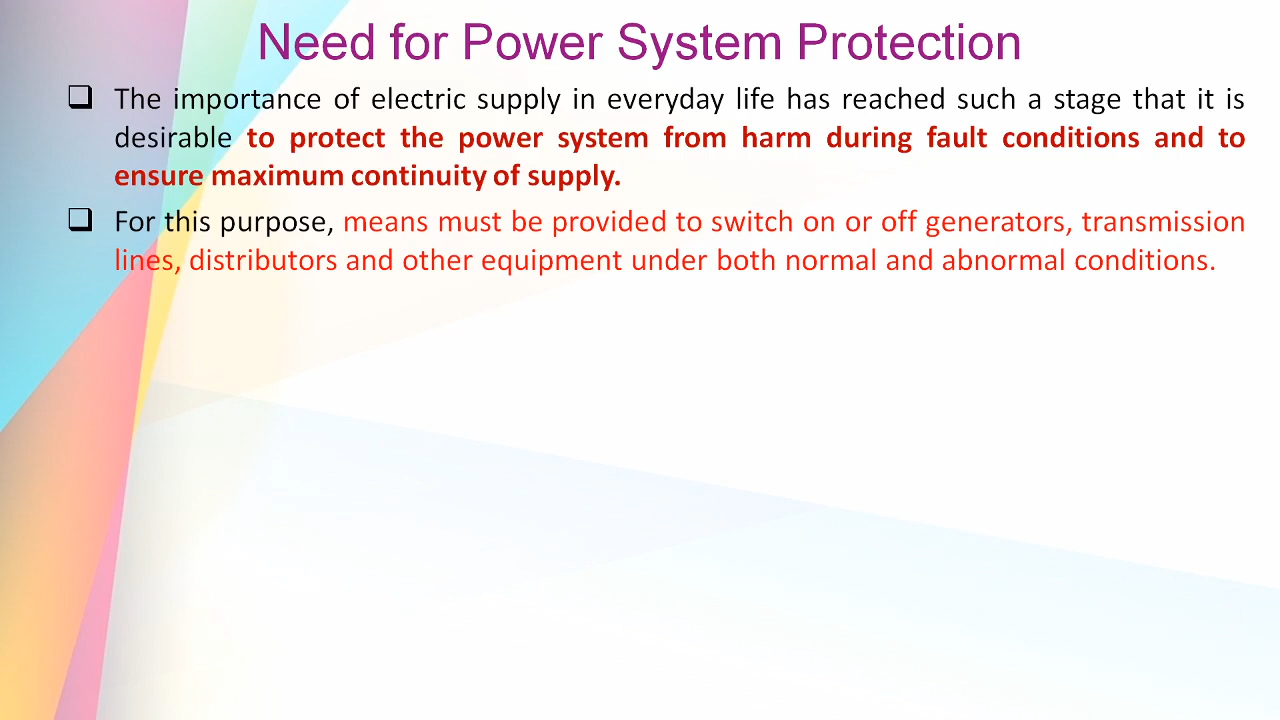 Need for Power System Protection
The importance of electric supply in everyday life has reached such a stage that it is
desirable to protect the power system from harm during fault conditions and to
ensure maximum continuity of supply.
For this purpose, means must be provided to switch on or off generators, transmission
lines, distributors and other equipment under both normal and abnormal conditions.